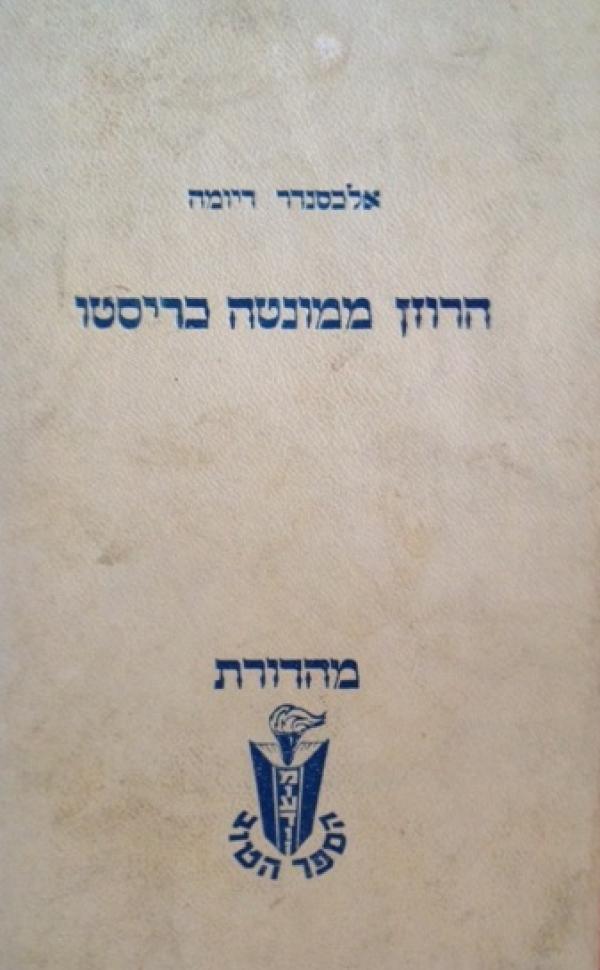 אלכסנדר דיומה
הרוזן ממונטה כריסטו
מהדורת
הספר הטוב